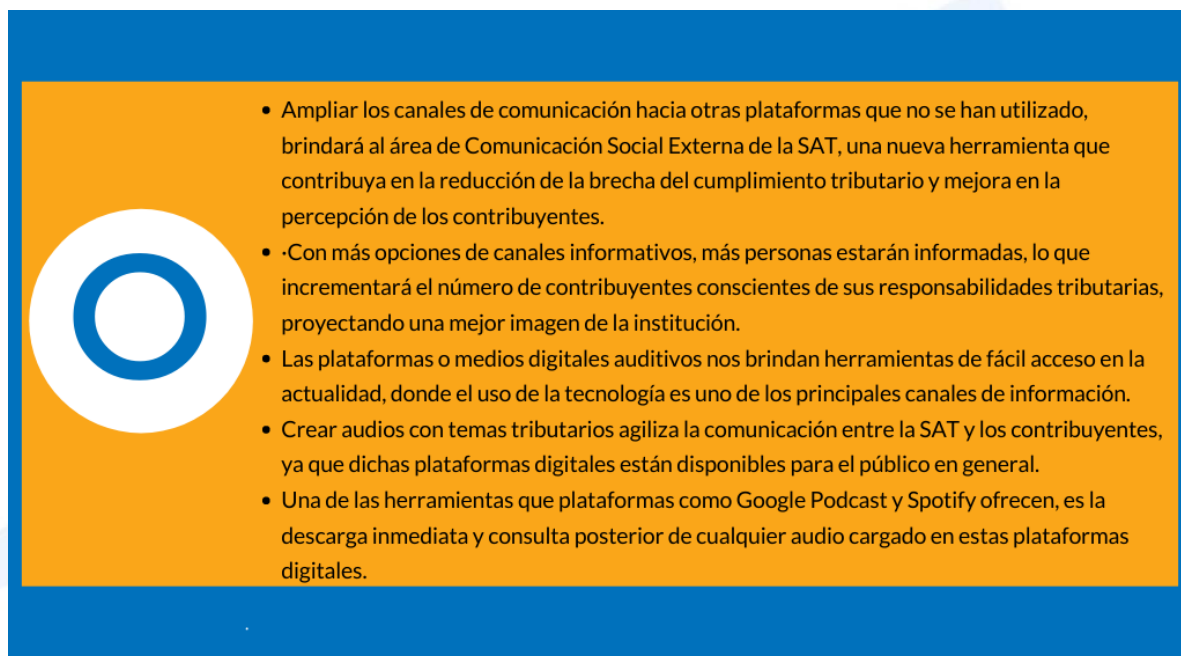 • Ampliar los canales de comunicación hacia otras plataformas que no se han utilizado,
brindará al área de Comunicación Social Externa de la SAT, una nueva herramienta que
contribuya en la reducción de la brecha del cumplimiento tributario y mejora en la
percepción de los contribuyentes.
• ·Con más opciones de canales informativos, más personas estarán informadas, lo que
incrementará el número de contribuyentes conscientes de sus responsabilidades tributarias,
proyectando una mejor imagen de la institución.
• Las plataformas o medios digitales auditivos nos brindan herramientas de fácil acceso en la
actualidad, donde el uso de la tecnología es uno de los principales canales de información.
• Crear audios con temas tributarios agiliza la comunicación entre la SAT y los contribuyentes,
ya que dichas plataformas digitales están disponibles para el público en general.
• Una de las herramientas que plataformas como Google Podcast y Spotify ofrecen, es la
descarga inmediata y consulta posterior de cualquier audio cargado en estas plataformas
digitales.
.